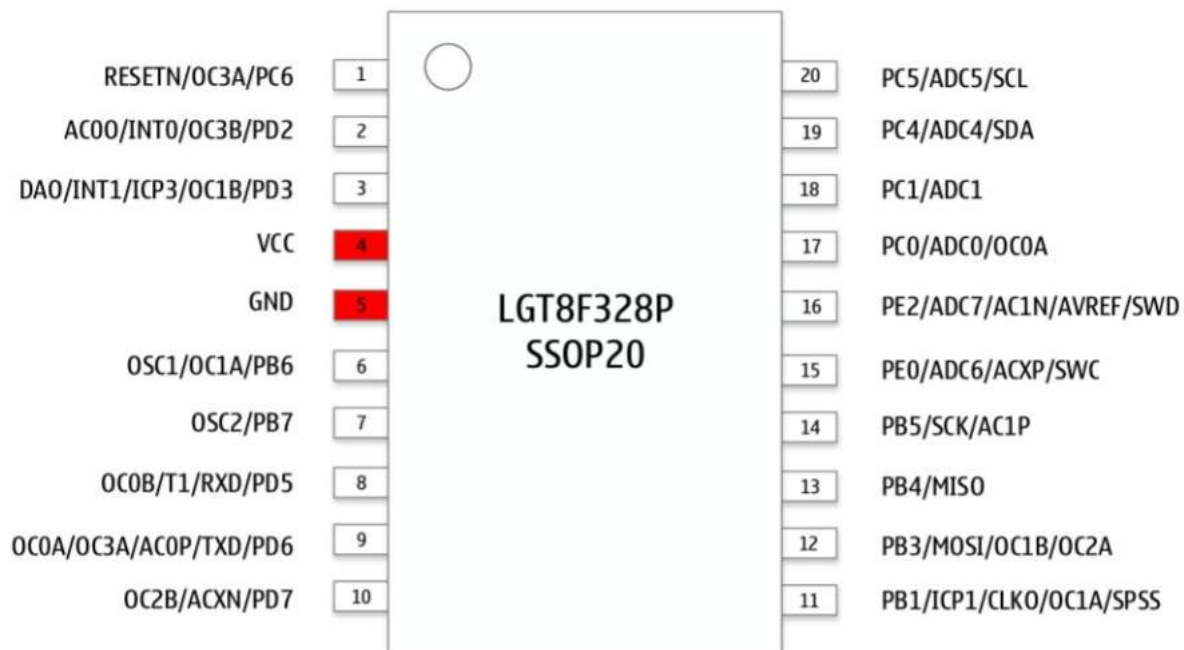 RESETN/OC3A/PC6 1 20 PC5/ADC5/SCL
AC0O/INT0/OC3B/PD2 2 19 PC4/ADC4/SDA
DAO/INT1/ICP3/OC1B/PD3 3 18 PC1/ADC1
VCC 4 17 PC0/ADC0/OC0A
GND 5 16 PE2/ADC7/AC1N/AVREF/SWD
LGT8F328P
SSOP20
OSC1/OC1A/PB6 6 15 PE0/ADC6/ACXP/SWC
OSC2/PB7 7 14 PB5/SCK/AC1P
OC0B/T1/RXD/PD5 8 13 PB4/MISO
OC0A/OC3A/AC0P/TXD/PD6 9 12 PB3/MOSI/OC1B/OC2A
OC2B/ACXN/PD7 10 11 PB1/ICP1/CLKO/OC1A/SPSS